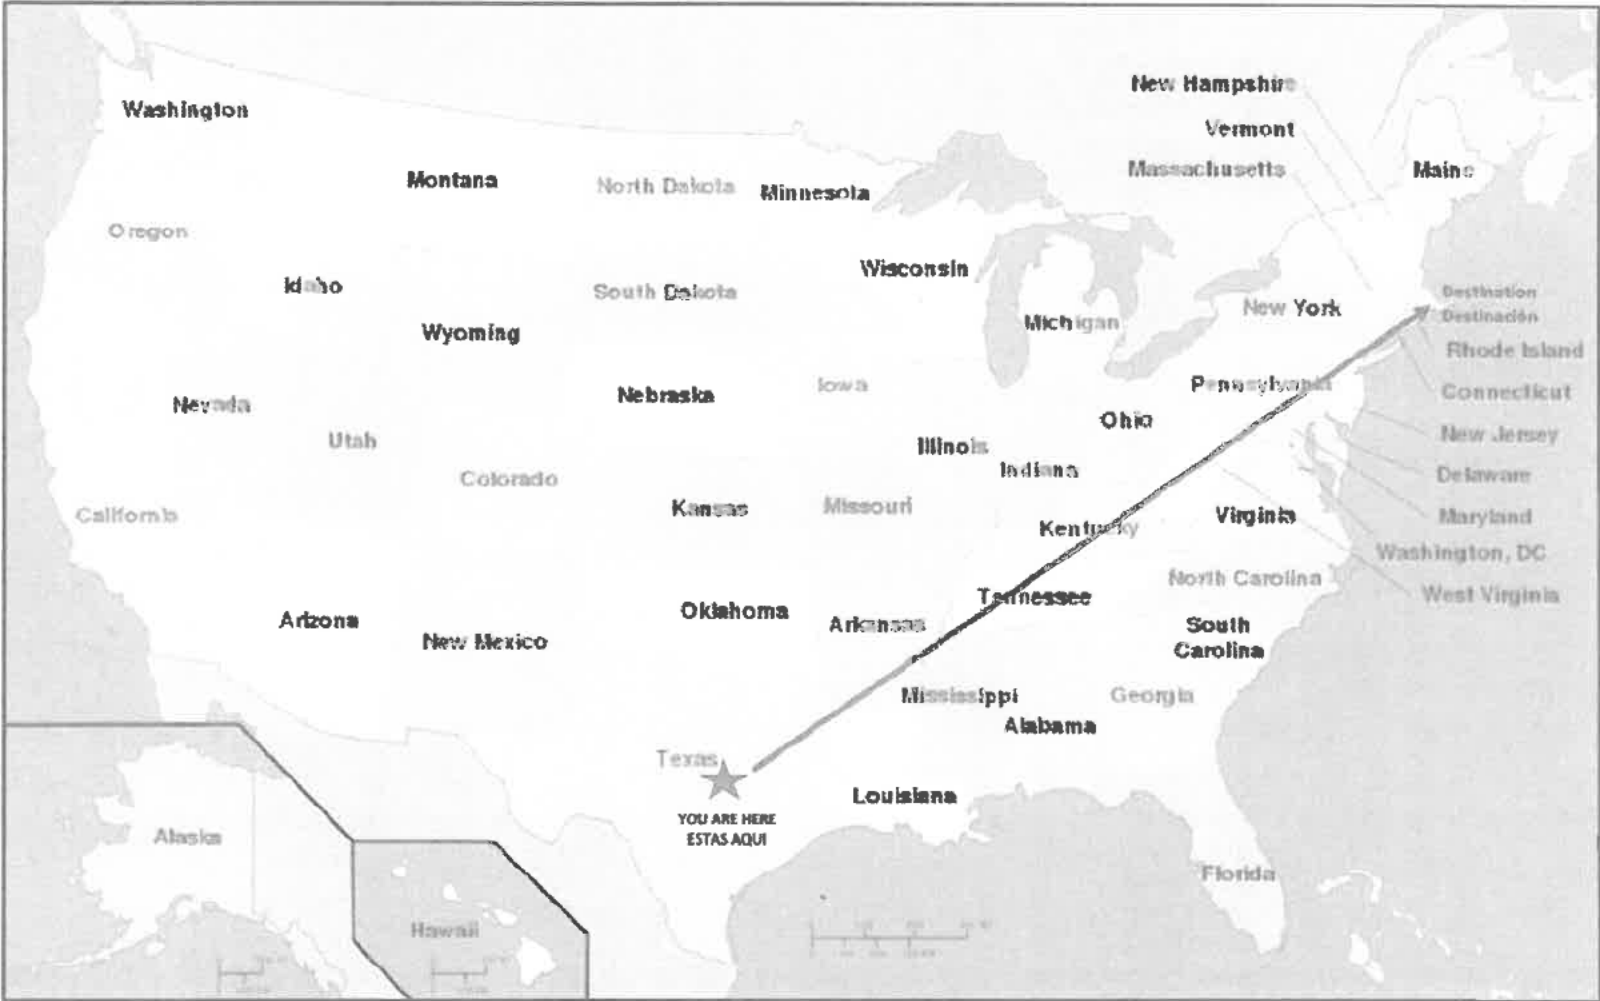 New Hampshire
Washington
Vermont
Massachusetts
Maine
Montana
North Dakota
Minnesota
Oregon
Wisconsin
Idaho
South Dakota
Destination
Destinación
New York
Michigan
Wyoming
Rhode Island
Iowa
Pennsylvania
Nebraska
Connecticut
Nevada
Ohio
New Jersey
Utah
Illinois
Indiana
Delaware
Colorado
Kansas
Missouri
California
Virginia
Maryland
Kentucky
Washington, DC
North Carolina
Tennessee
West Virginia
Oklahoma
Arizona
Arkansas
South
Carolina
New Mexico
Mississippi
Georgia
Alabama
Texas
Louisiana
YOU ARE HERE
ESTAS AQUI
Alaska
Florida
Hawaii